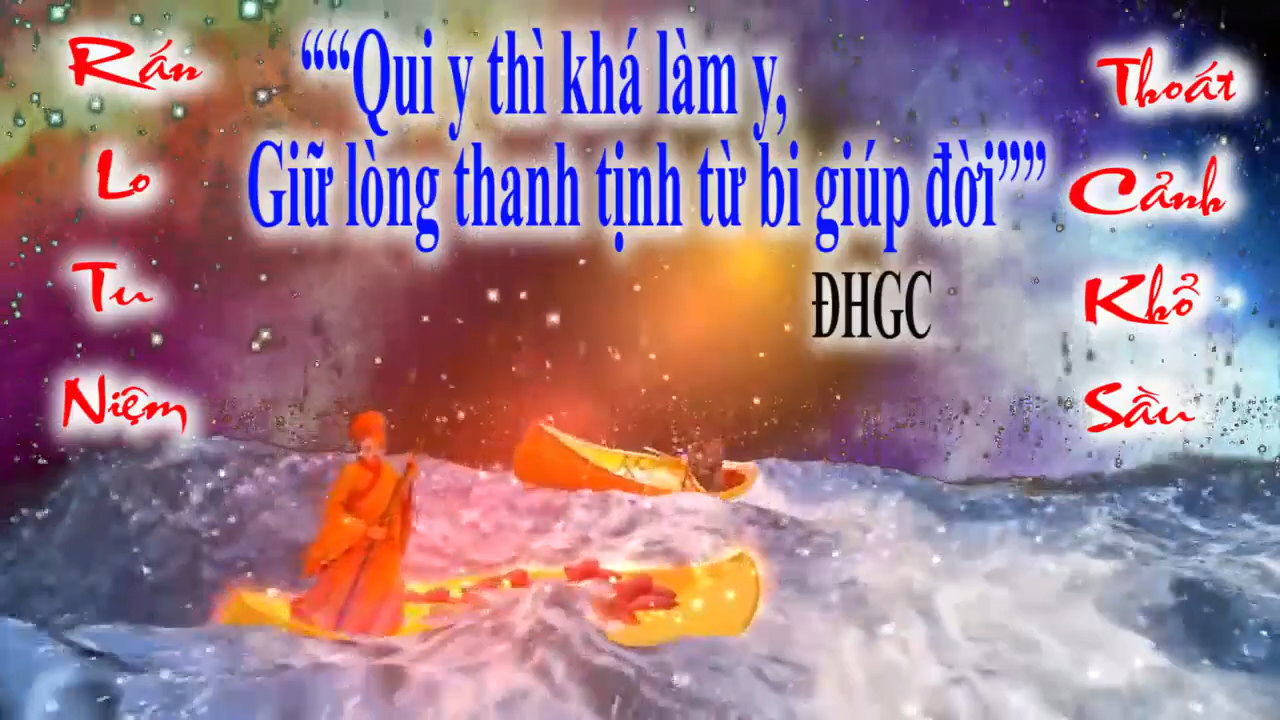 Rán
Lo
Tu
Niệm
““Qui y thì khá làm y,
Giữ lòng thanh tịnh từ bi giúp đời””
ĐHGC
Thoát
Cảnh
Khổ
Sầu